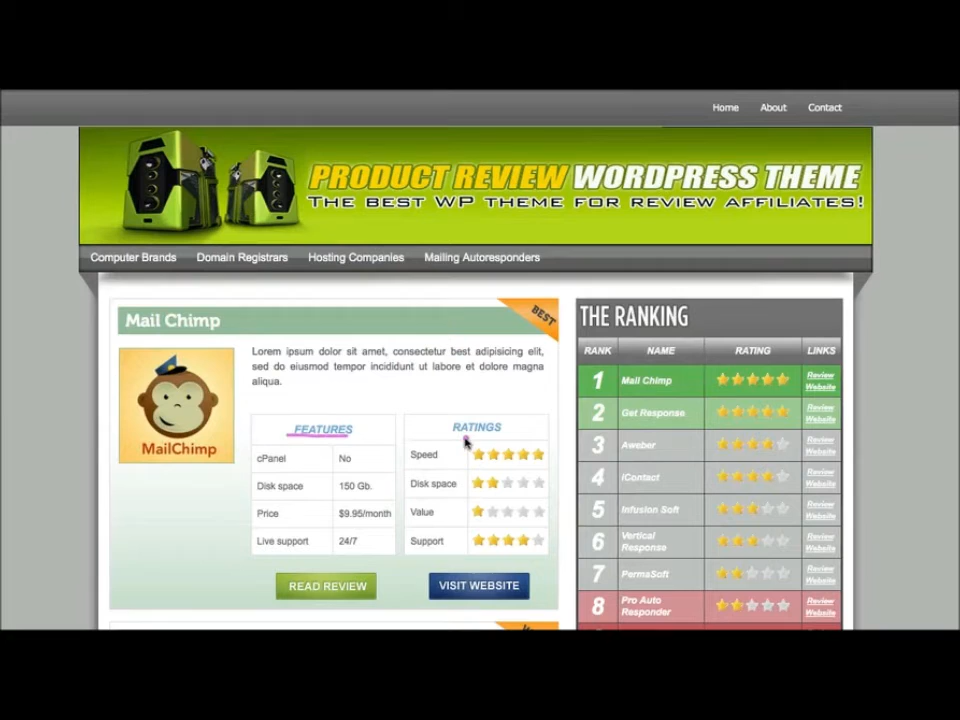 Home About Contact
PRODUCT REVIEW WORDPRESS THEME
THE BEST WP THEME FOR REVIEW AFFILIATES!
Computer Brands Domain Registrars Hosting Companies Mailing Autoresponders
Mail Chimp
BEST
MailChimp
Lorem ipsum dolor sit amet, consectetur best adipisicing elit,
sed do eiusmod tempor incididunt ut labore et dolore magna
aliqua.
FEATURES
cPanel No
Disk space 150 Gb.
Price $9.95/month
Live support 24/7
RATINGS
Speed
Disk space
Value
Support
READ REVIEW
VISIT WEBSITE
THE RANKING
RANK NAME RATING LINKS
1 Mail Chimp Review
Website
2 Get Response Review
Website
3 Aweber Review
Website
4 iContact Review
Website
5 Infusion Soft Review
Website
6 Vertical
Response Review
Website
7 PermaSoft Review
Website
8 Pro Auto
Responder Review
Website